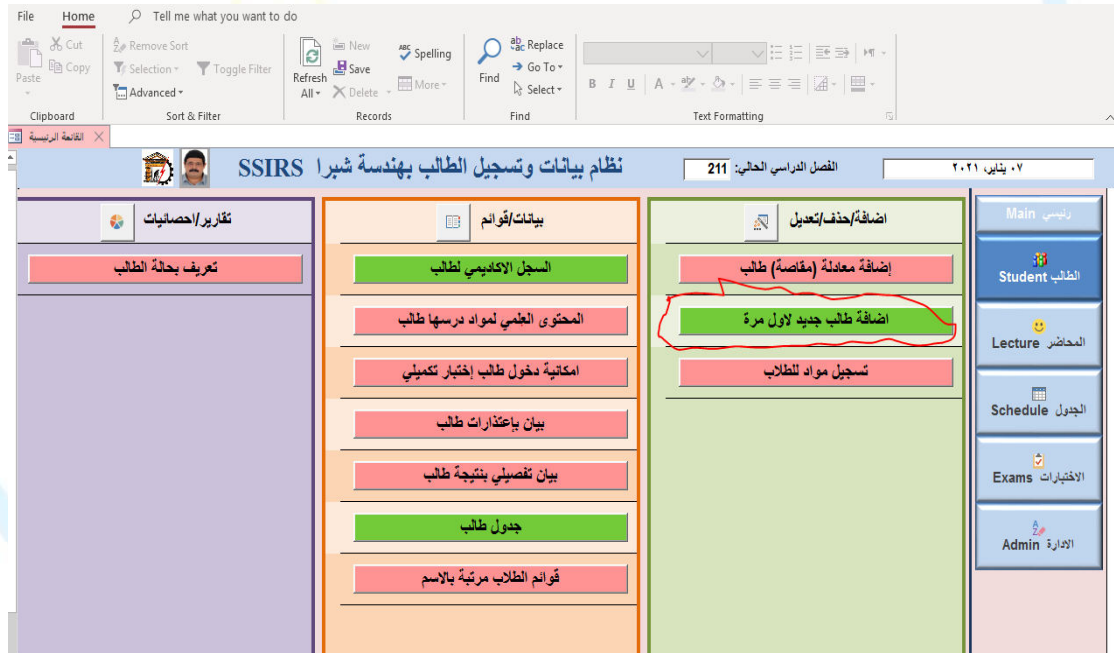 File Home Tell me what you want to do
Paste Cut Copy
Clipboard
Remove Sort Selection Advanced Toggle Filter
Sort & Filter
Refresh All New Save Delete Spelling More
Records
Find Replace Go To Select
Find
B I U A
Text Formatting
القائمة الرئيسية
نظام بيانات وتسجيل الطالب بهندسة شبرا SSIRS
الفصل الدراسي الحالي: 211
٠٧ يناير، ٢٠٢١
رئيسي Main
الطالب Student
المحاضر Lecture
الجدول Schedule
الاختبارات Exams
الادارة Admin
اضافة/حذف/تعديل
إضافة معادلة (مقاصة) طالب
اضافة طالب جديد لاول مرة
تسجيل مواد للطلاب
بيانات/قوائم
السجل الاكاديمي لطالب
المحتوى العلمي لمواد درسها طالب
امكانية دخول طالب إختبار تكميلي
بيان بإعتذارات طالب
بيان تفصيلي بنتيجة طالب
جدول طالب
قوائم الطلاب مرتبة بالاسم
تقارير/احصائيات
تعريف بحالة الطالب